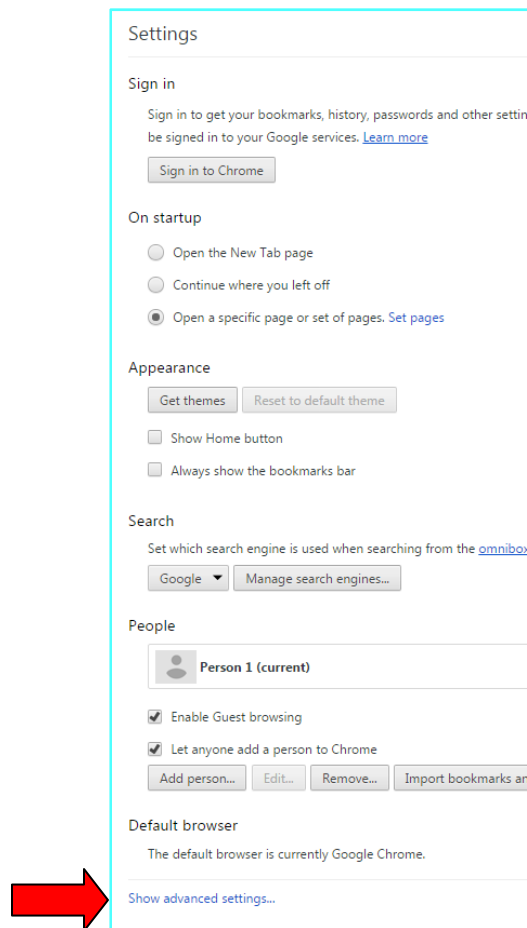 Settings
Sign in
Sign in to get your bookmarks, history, passwords and other settin
be signed in to your Google services. Learn more
Sign in to Chrome
On startup
Open the New Tab page
Continue where you left off
Open a specific page or set of pages. Set pages
Appearance
Get themes Reset to default theme
Show Home button
Always show the bookmarks bar
Search
Set which search engine is used when searching from the omnibox
Google Manage search engines...
People
Person 1 (current)
Enable Guest browsing
Let anyone add a person to Chrome
Add person... Edit... Remove... Import bookmarks an
Default browser
The default browser is currently Google Chrome.
Show advanced settings...